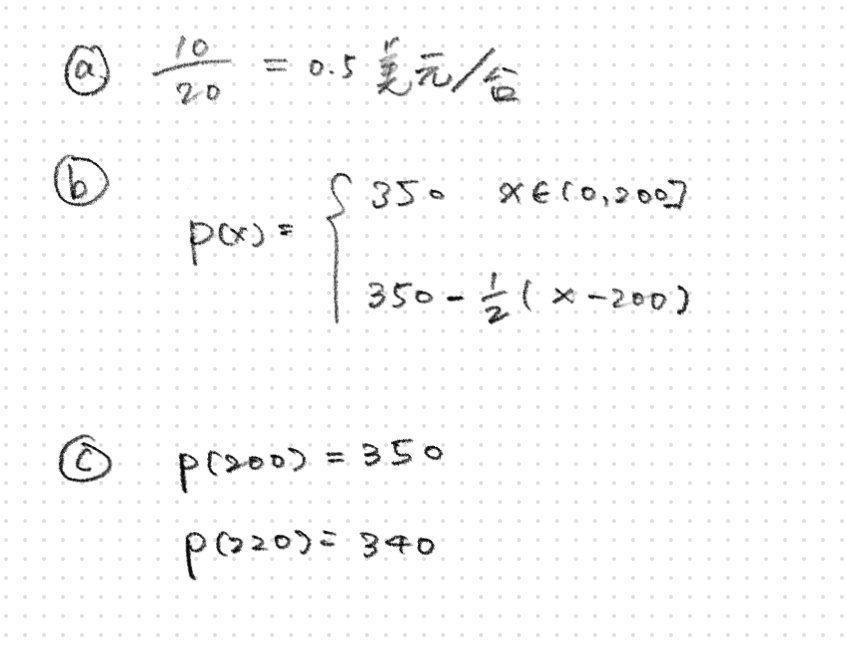 ⓐ 10/20 = 0.5 美元/台
ⓑ p(x) = { 350 x∈(0,200]
350 - 1/2 (x-200)
ⓒ p(200) = 350
p(220) = 340